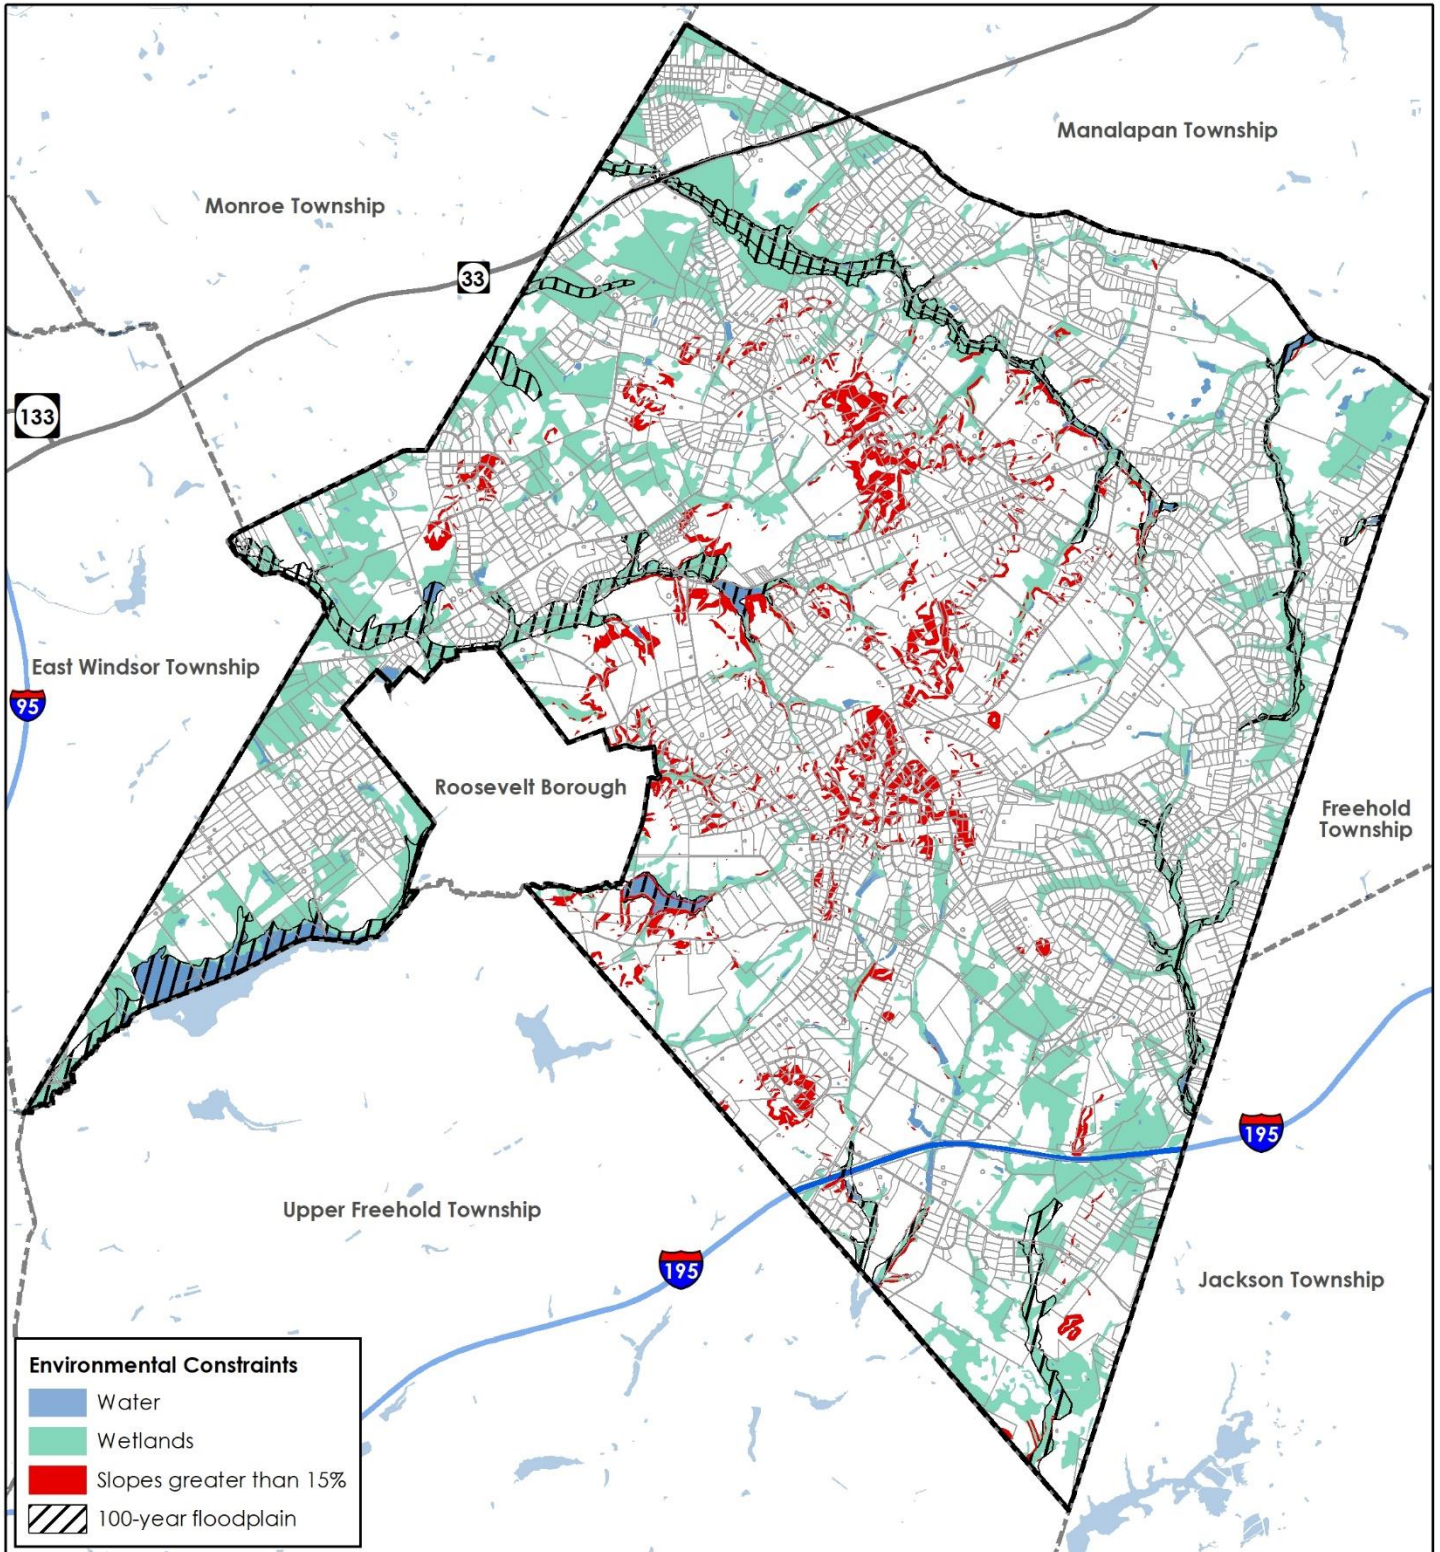 Manalapan Township
Monroe Township
33
133
East Windsor Township
95
Roosevelt Borough
Freehold
Township
195
Upper Freehold Township
195
Jackson Township
Environmental Constraints
Water
Wetlands
Slopes greater than 15%
100-year floodplain